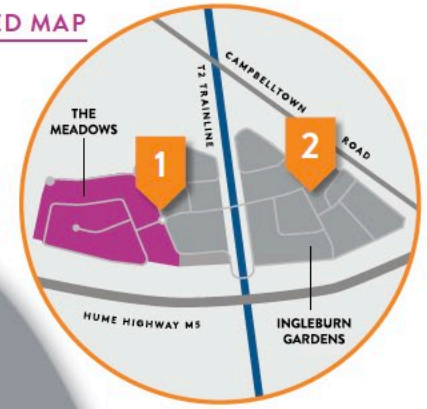 ED MAP
CAMPBELLTOWN
ROAD
T2 TRAINLINE
THE
MEADOWS
1
2
HUME HIGHWAY M5
INGLEBURN
GARDENS